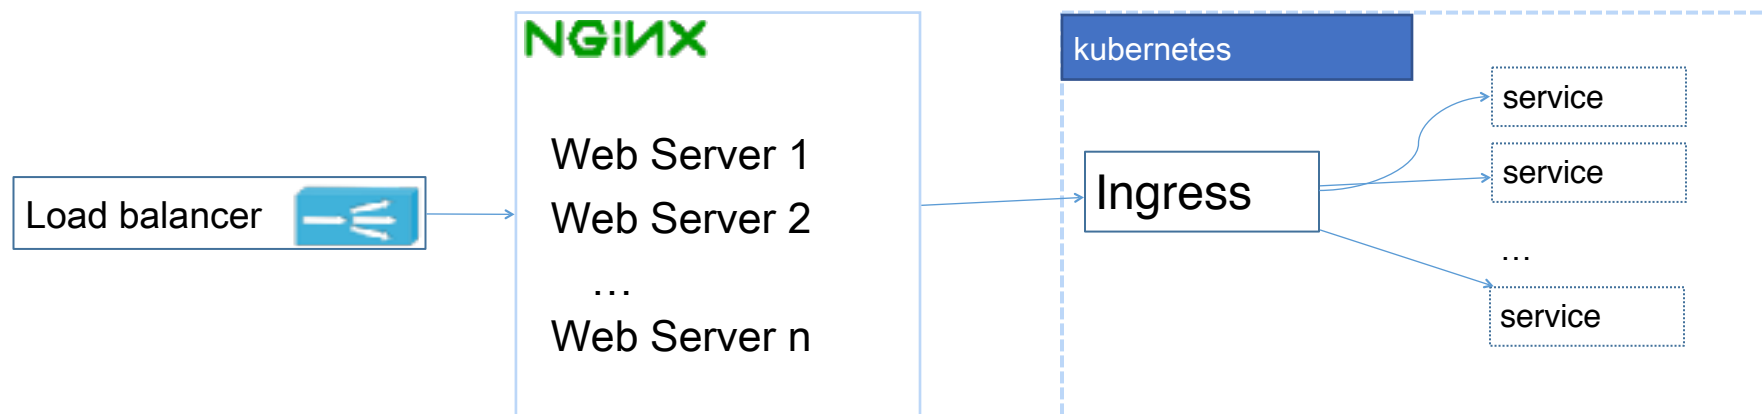 NGiNX
kubernetes
service
Web Server 1
Ingress
service
Load balancer
Web Server 2
...
...
service
Web Server n